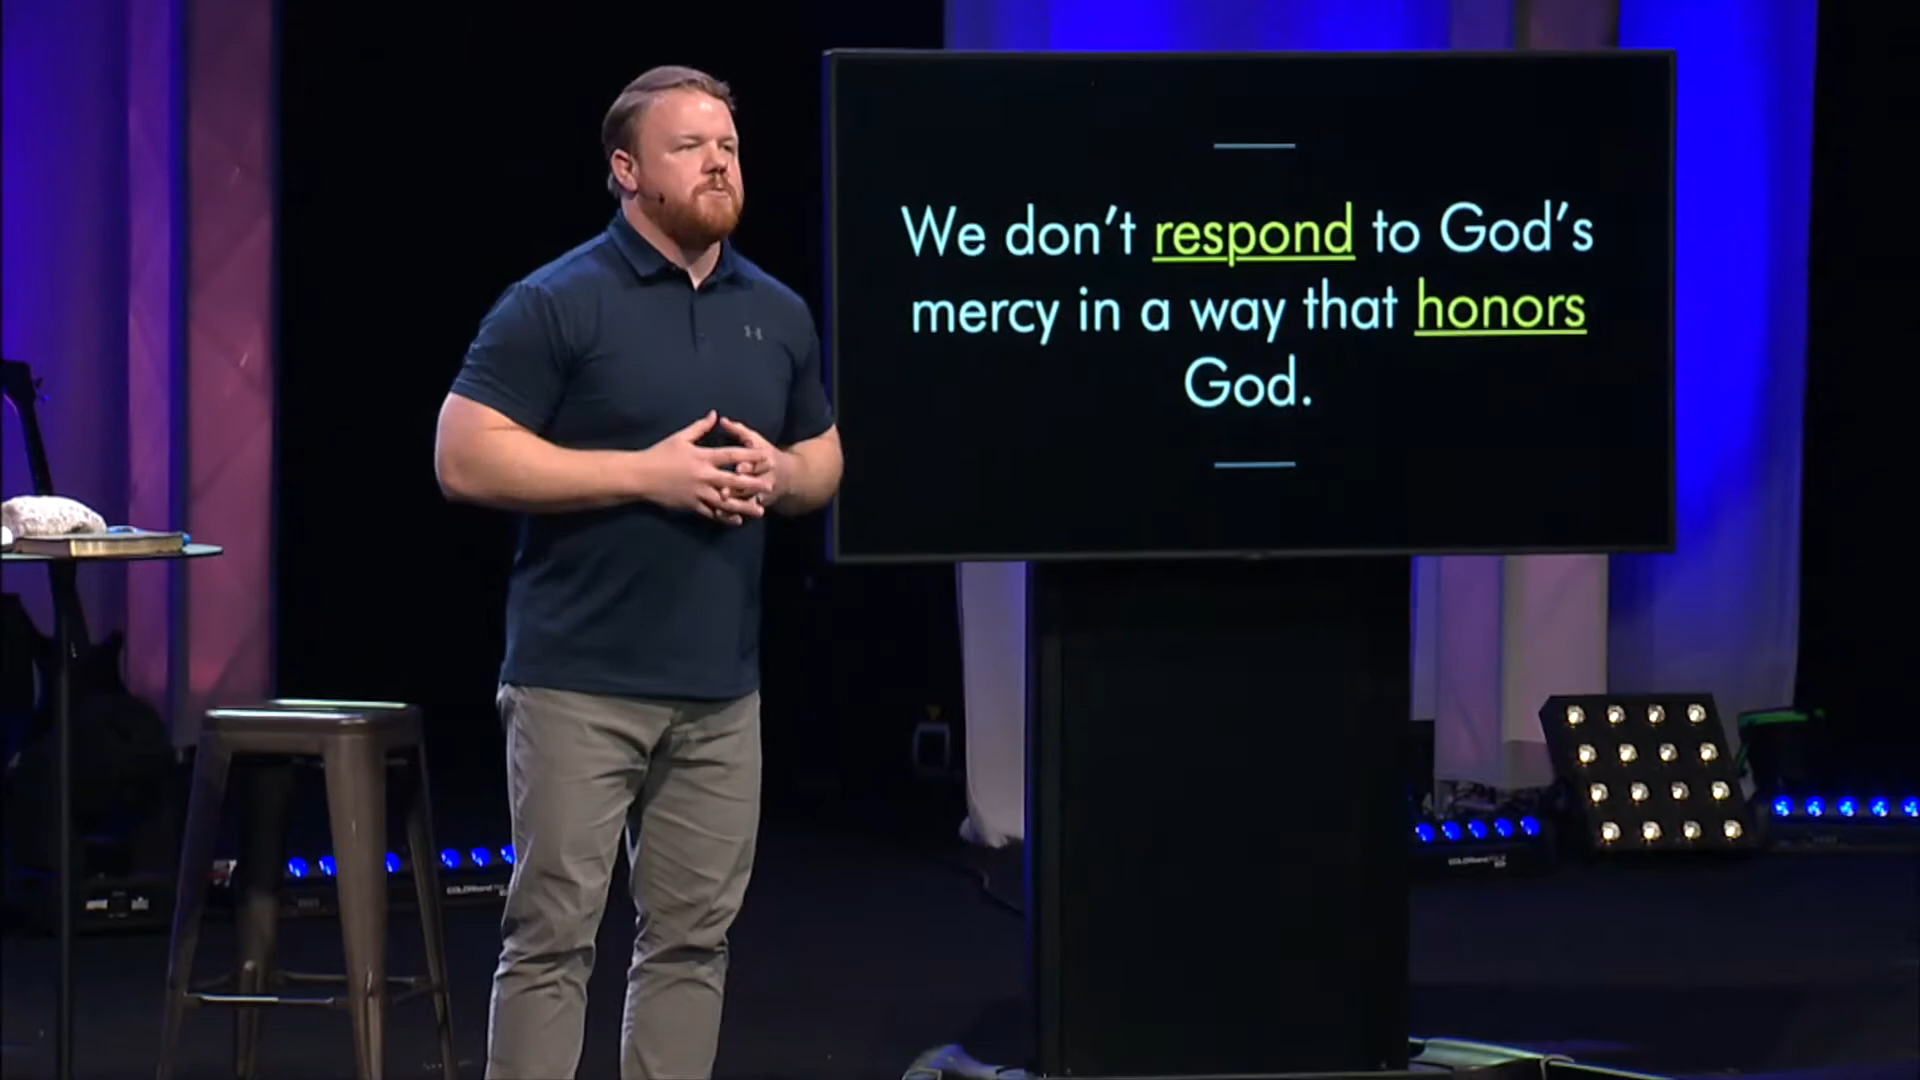 We don't respond to God's
mercy in a way that honors
God.